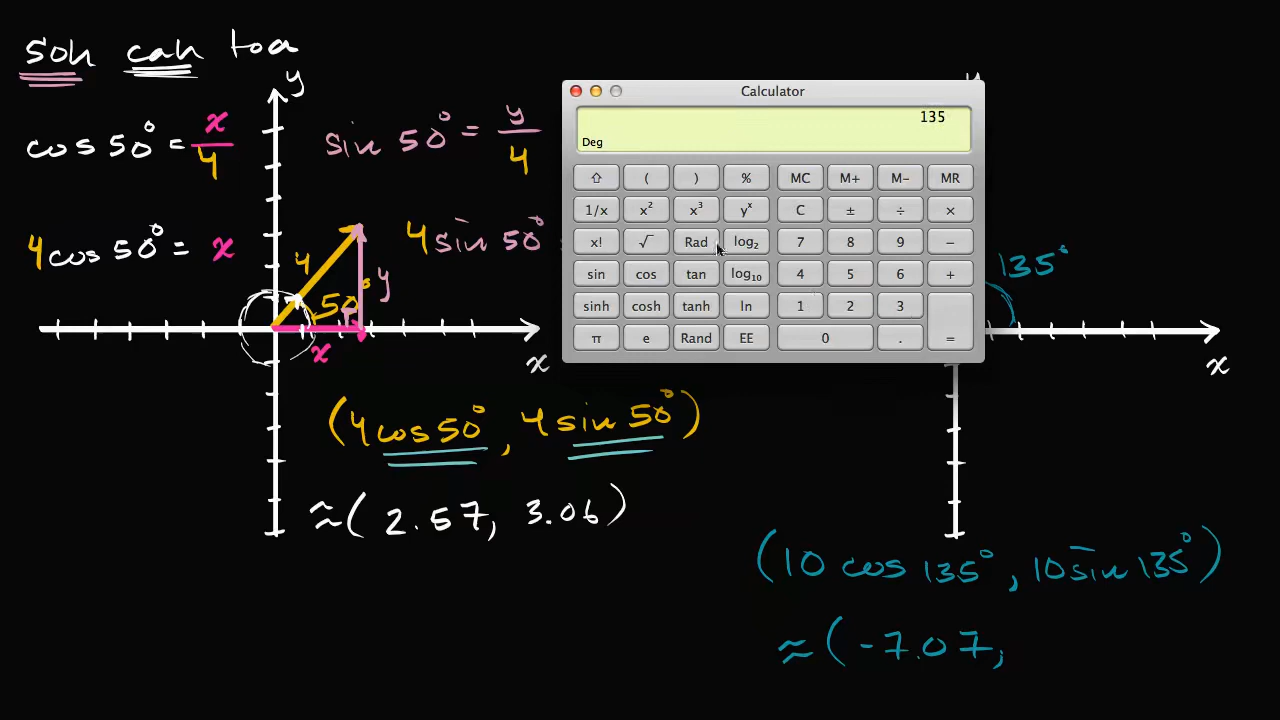 soh cah toa
y
cos 50° = x/4
sin 50° = y/4
4 cos 50° = x
4 sin 50°
4
y
50°
x
x
(4 cos 50°, 4 sin 50°)
≈ (2.57, 3.06)
Calculator
135
Deg
⇧ ( ) % MC M+ M- MR
1/x x² x³ yˣ C ± ÷ ×
x! √ Rad log₂ 7 8 9 −
sin cos tan log₁₀ 4 5 6 +
sinh cosh tanh ln 1 2 3
π e Rand EE 0 . =
135°
x
(10 cos 135°, 10 sin 135°)
≈ (-7.07,